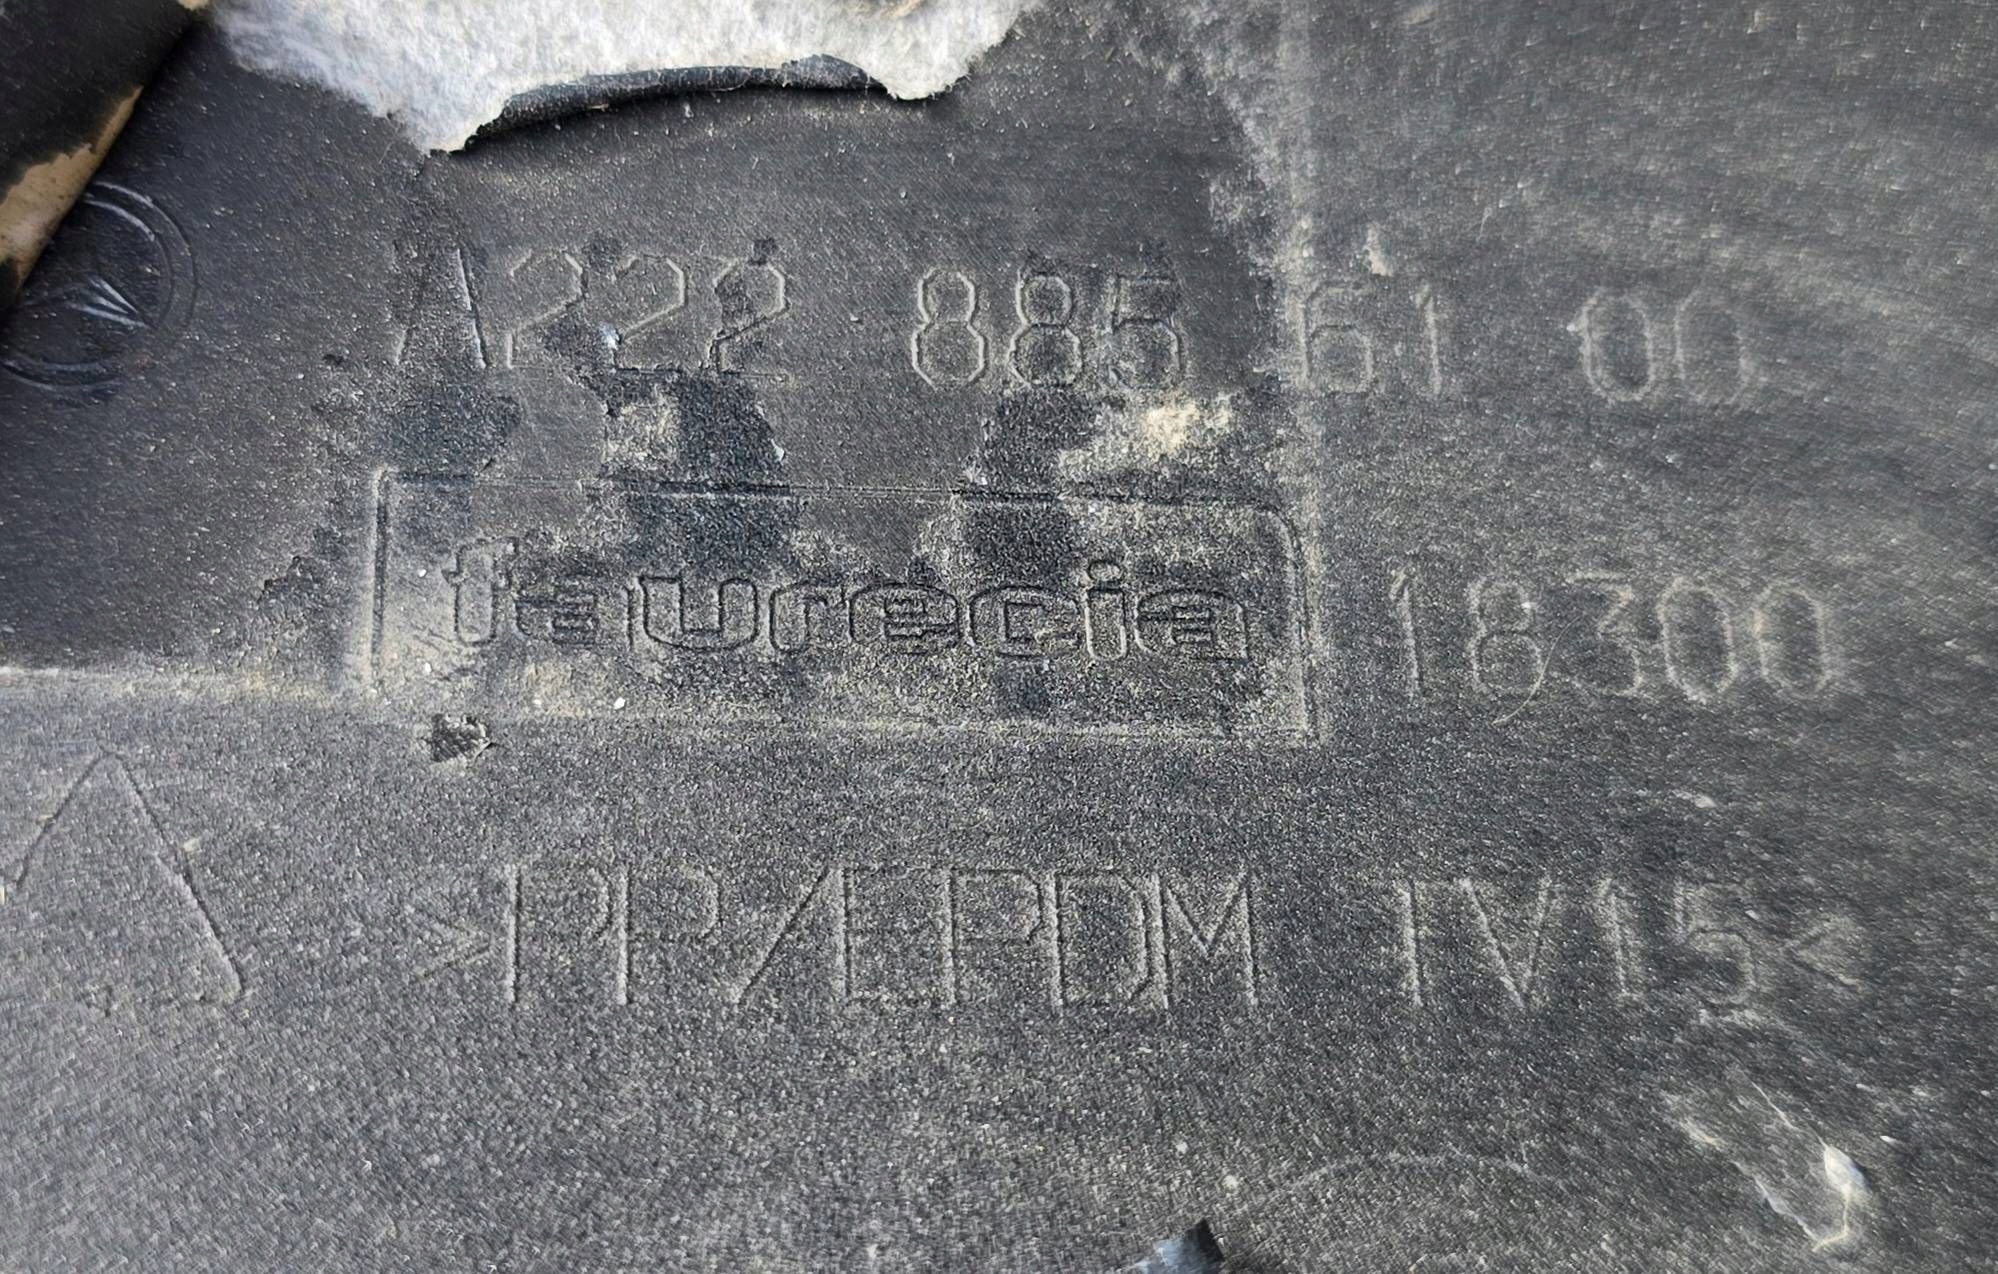 A222 885 61 00
faurecia 18300
>PP/EPDM TV15<